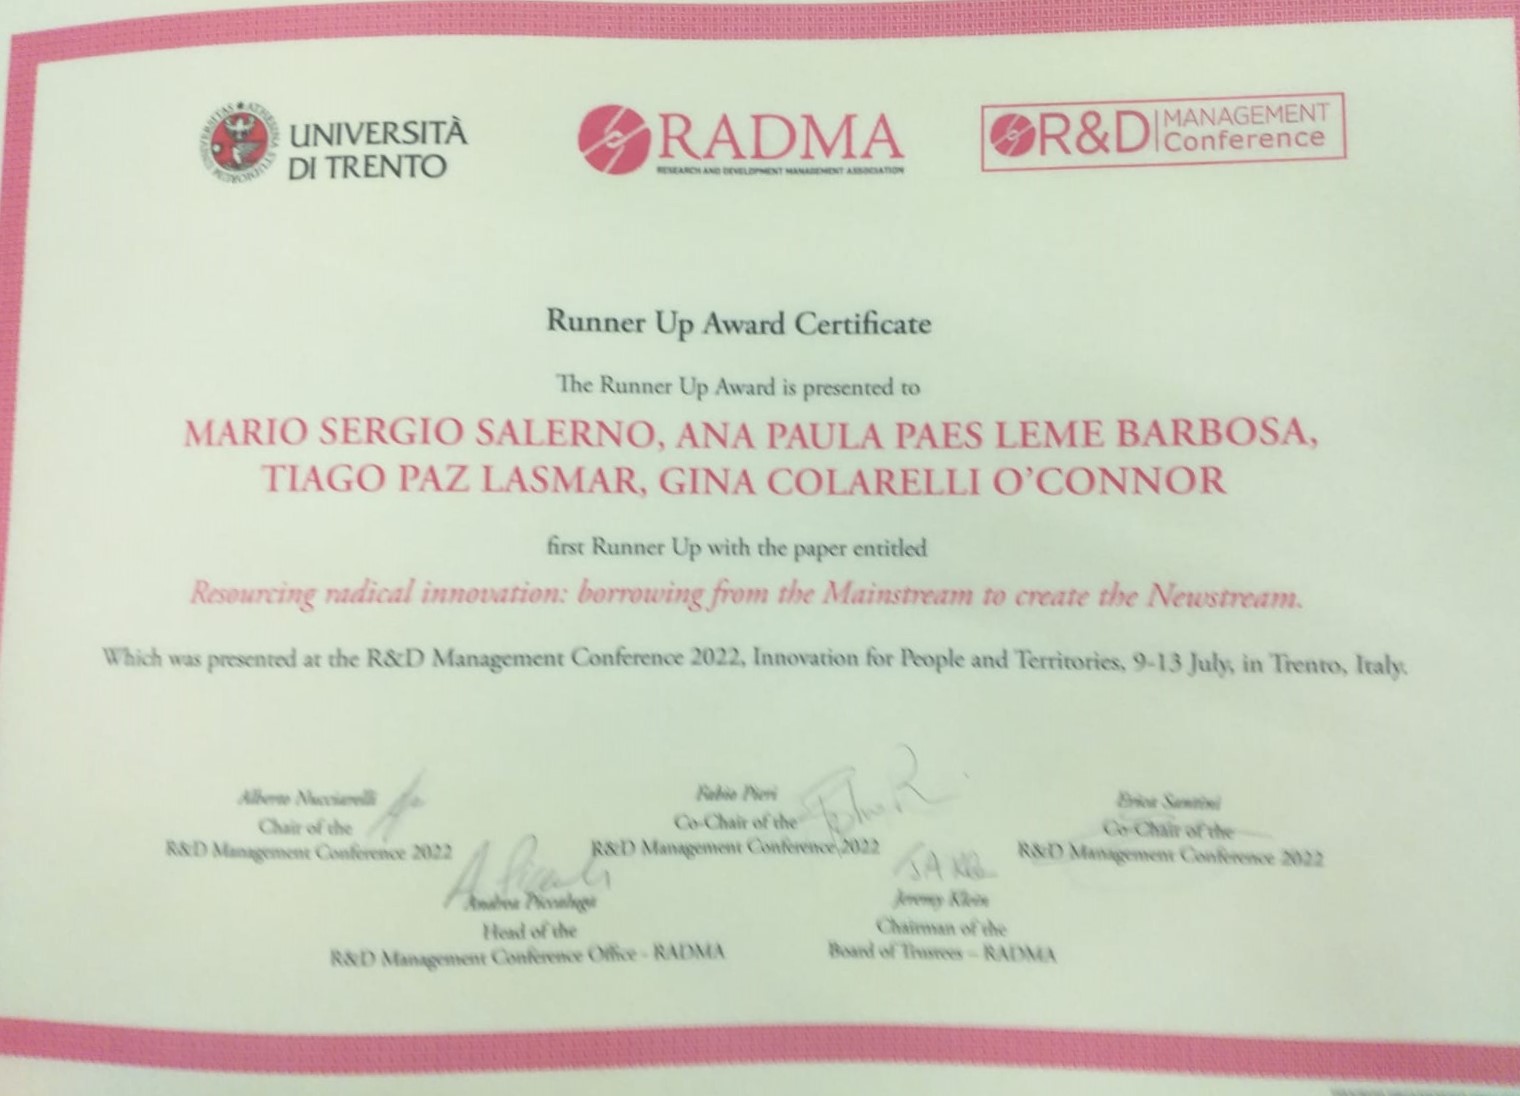 UNIVERSITÀ
DI TRENTO
RADMA
RESEARCH AND DEVELOPMENT MANAGEMENT ASSOCIATION
R&D MANAGEMENT
Conference
Runner Up Award Certificate
The Runner Up Award is presented to
MARIO SERGIO SALERNO, ANA PAULA PAES LEME BARBOSA,
TIAGO PAZ LASMAR, GINA COLARELLI O’CONNOR
first Runner Up with the paper entitled
Resourcing radical innovation: borrowing from the Mainstream to create the Newstream.
Which was presented at the R&D Management Conference 2022, Innovation for People and Territories, 9-13 July, in Trento, Italy.
Alberto Nucciarelli
Chair of the
R&D Management Conference 2022
Fabio Pieri
Co-Chair of the
R&D Management Conference 2022
Erica Santini
Co-Chair of the
R&D Management Conference 2022
Andrea Piccaluga
Head of the
R&D Management Conference Office - RADMA
Jeremy Klein
Chairman of the
Board of Trustees – RADMA